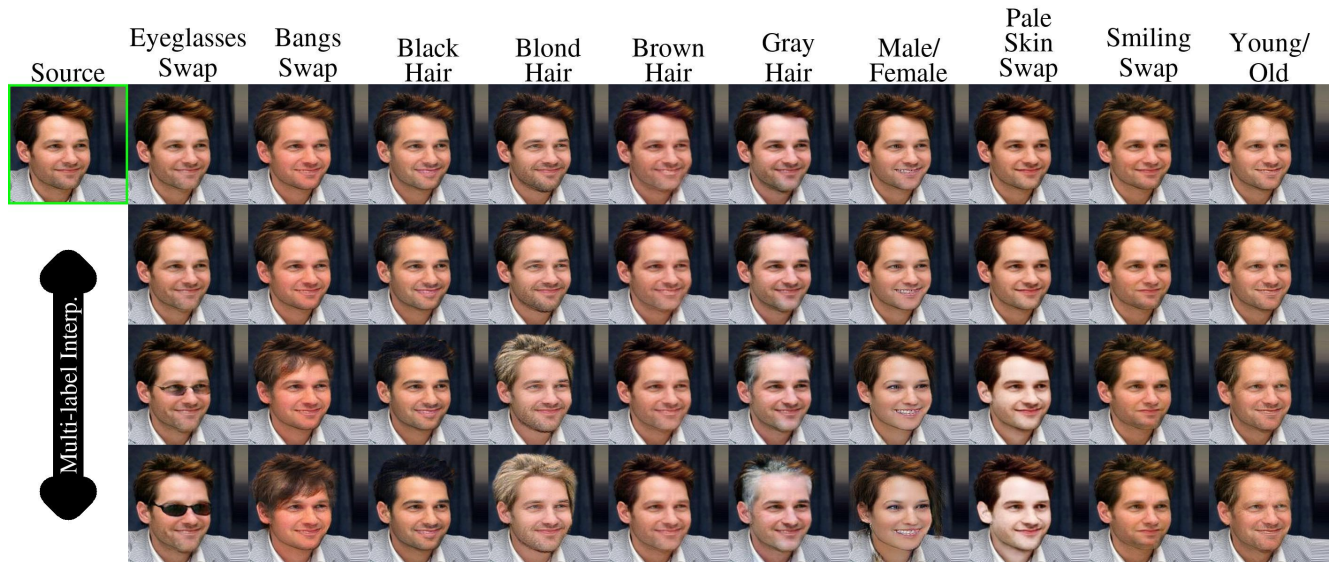 Source
Eyeglasses
Swap
Bangs
Swap
Black
Hair
Blond
Hair
Brown
Hair
Gray
Hair
Male/
Female
Pale
Skin
Swap
Smiling
Swap
Young/
Old
Multi-label Interp.